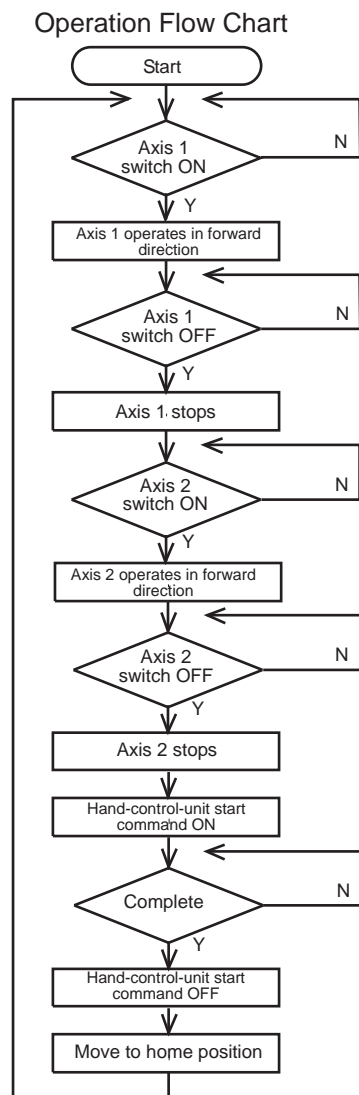 Operation Flow Chart
Start
Axis 1
switch ON
N
Y
Axis 1 operates in forward
direction
Axis 1
switch OFF
N
Y
Axis 1 stops
Axis 2
switch ON
N
Y
Axis 2 operates in forward
direction
Axis 2
switch OFF
N
Y
Axis 2 stops
Hand-control-unit start
command ON
Complete
N
Y
Hand-control-unit start
command OFF
Move to home position